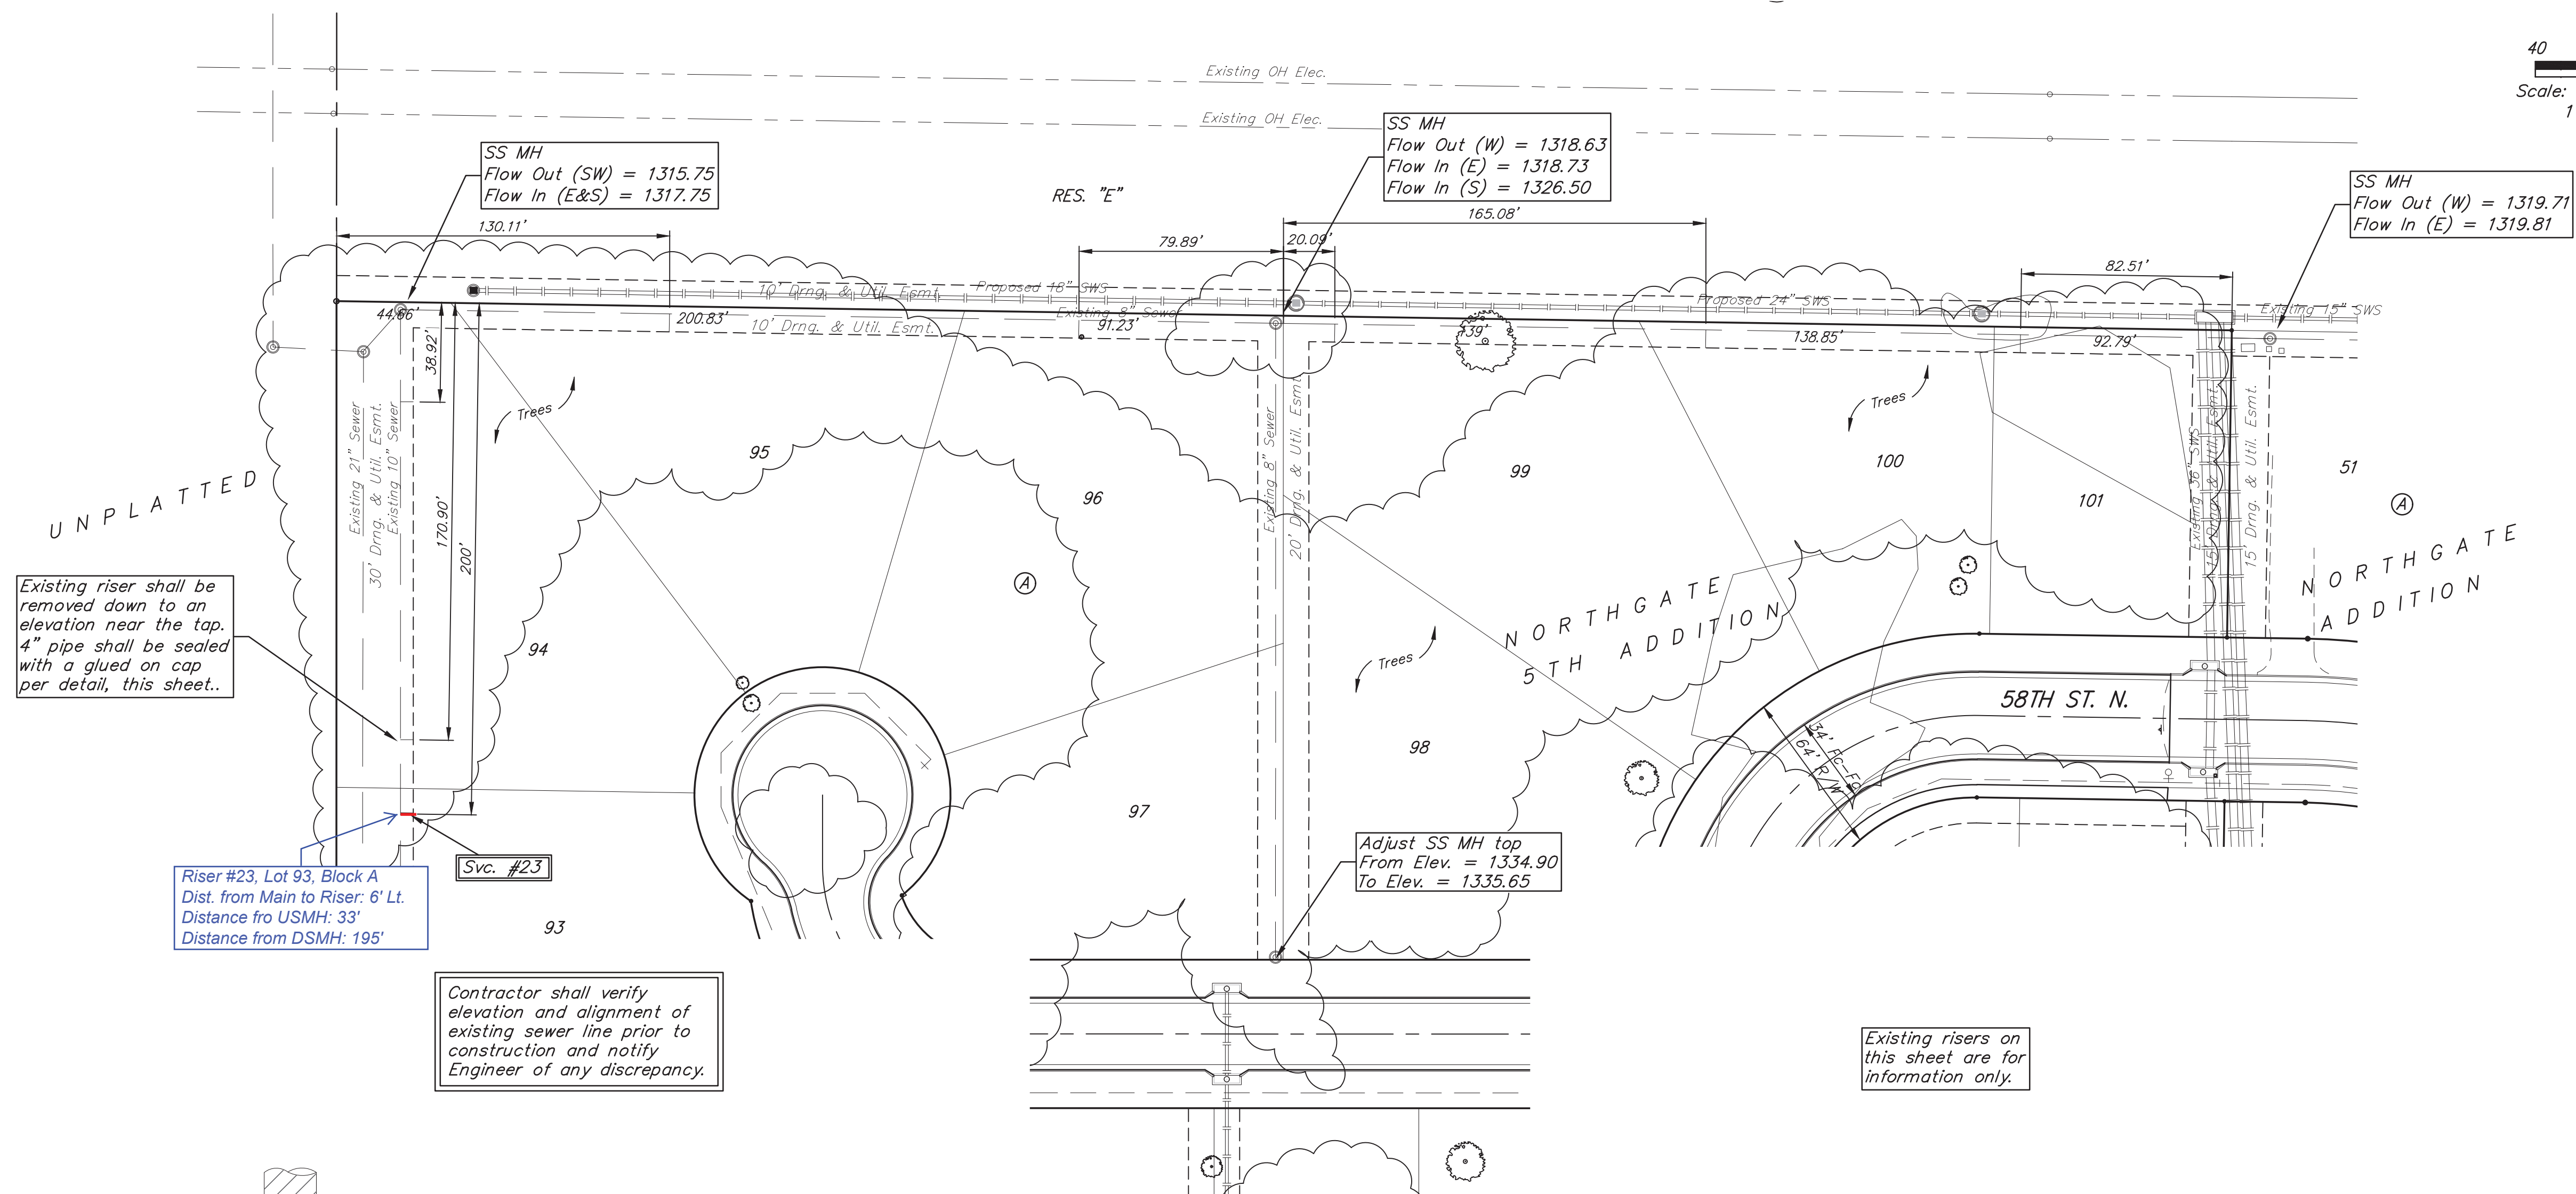 40
Scale:
1
Existing OH Elec.
Existing OH Elec.
SS MH
Flow Out (SW) = 1315.75
Flow In (E&S) = 1317.75
RES. "E"
SS MH
Flow Out (W) = 1318.63
Flow In (E) = 1318.73
Flow In (S) = 1326.50
SS MH
Flow Out (W) = 1319.71
Flow In (E) = 1319.81
130.11'
79.89'
20.09'
165.08'
82.51'
10' Drng. & Util. Esmt.
Proposed 18" SWS
Proposed 24" SWS
Existing 15" SWS
44.66'
200.83'
10' Drng. & Util. Esmt.
Existing 8" Sewer
91.23'
139'
138.85'
92.79'
38.92'
170.90'
200'
Existing 21" Sewer
30' Drng. & Util. Esmt.
Existing 10" Sewer
Trees
Existing 8" Sewer
20' Drng. & Util. Esmt.
Trees
Existing 36" SWS
15' Drng. & Util. Esmt.
15' Drng. & Util. Esmt.
95
96
99
100
101
51
A
UNPLATTED
Existing riser shall be
removed down to an
elevation near the tap.
4" pipe shall be sealed
with a glued on cap
per detail, this sheet..
94
A
Trees
98
97
NORTHGATE
5TH ADDITION
NORTHGATE
ADDITION
58TH ST. N.
34' Fc-Fc
64' R/W
Svc. #23
Riser #23, Lot 93, Block A
Dist. from Main to Riser: 6' Lt.
Distance fro USMH: 33'
Distance from DSMH: 195'
93
Adjust SS MH top
From Elev. = 1334.90
To Elev. = 1335.65
Contractor shall verify
elevation and alignment of
existing sewer line prior to
construction and notify
Engineer of any discrepancy.
Existing risers on
this sheet are for
information only.